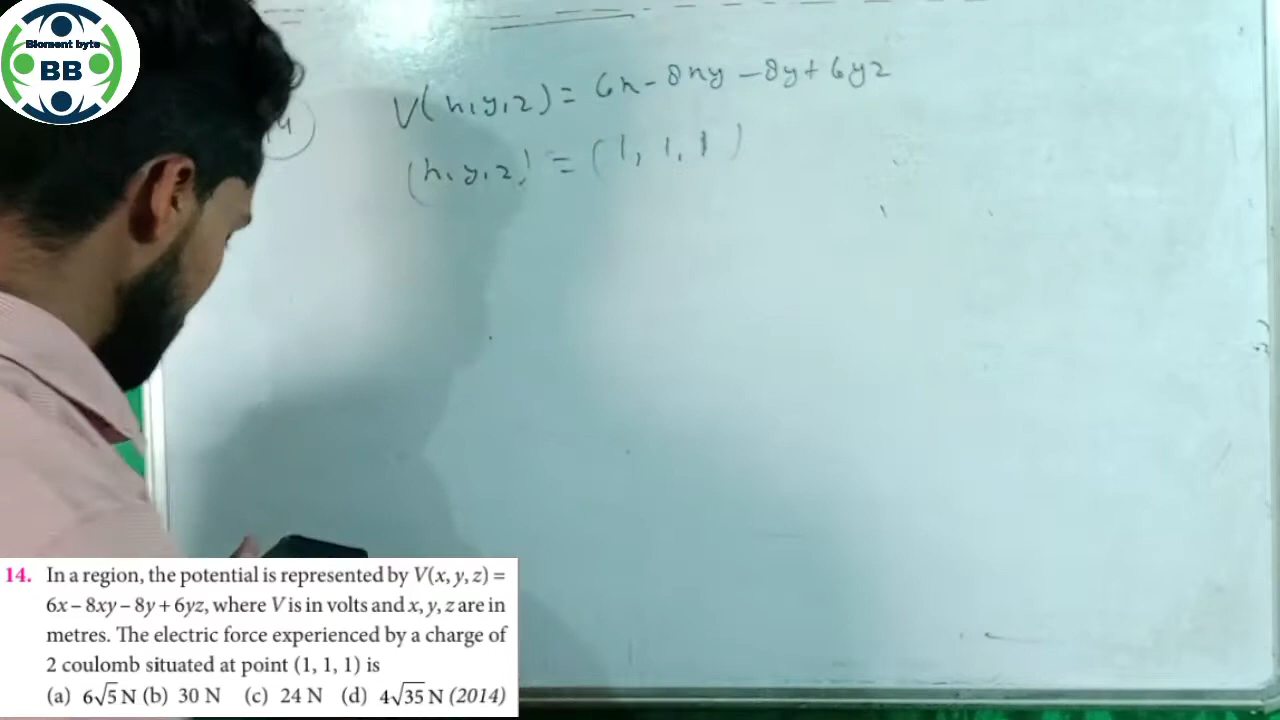 Bioment byte
BB
14
V(x,y,z) = 6x - 8xy - 8y + 6yz
(x,y,z) = (1, 1, 1)
14. In a region, the potential is represented by V(x, y, z) =
6x – 8xy – 8y + 6yz, where V is in volts and x, y, z are in
metres. The electric force experienced by a charge of
2 coulomb situated at point (1, 1, 1) is
(a) 6√5 N (b) 30 N (c) 24 N (d) 4√35 N (2014)